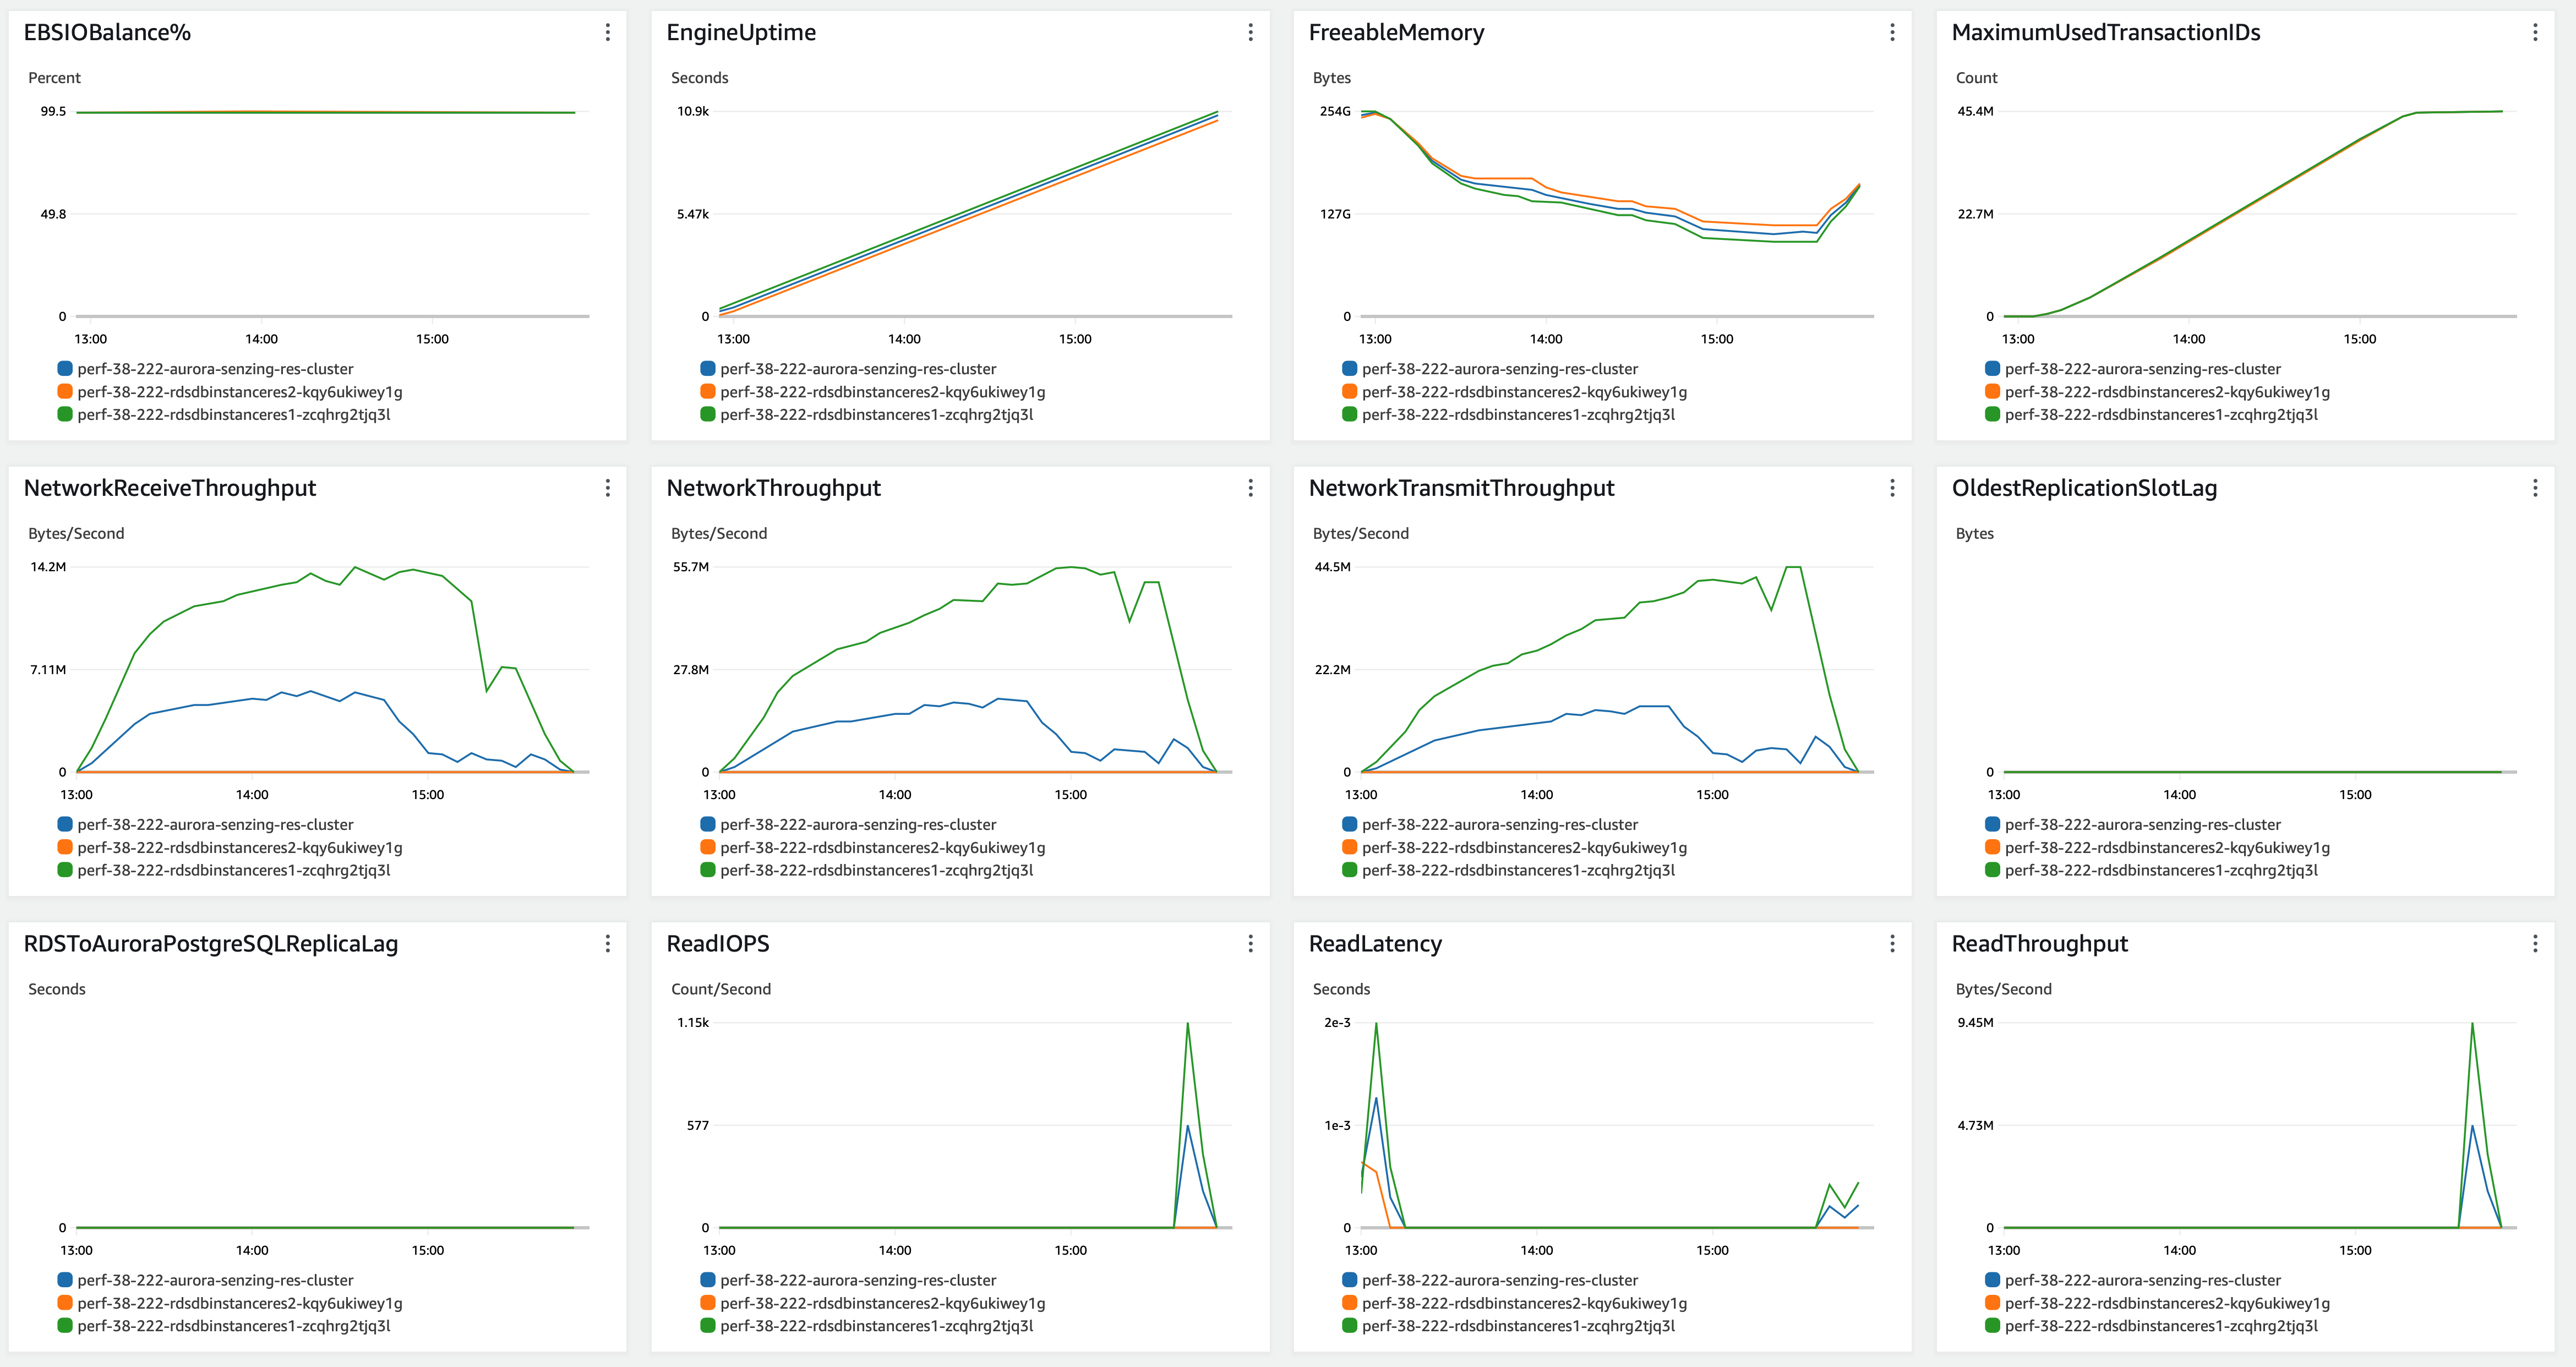 EBSIOBalance%
Percent
99.5
49.8
0
13:00 14:00 15:00
perf-38-222-aurora-senzing-res-cluster
perf-38-222-rdsdbinstanceres2-kqy6ukiwey1g
perf-38-222-rdsdbinstanceres1-zcqhrg2tjq3l
EngineUptime
Seconds
10.9k
5.47k
0
13:00 14:00 15:00
perf-38-222-aurora-senzing-res-cluster
perf-38-222-rdsdbinstanceres2-kqy6ukiwey1g
perf-38-222-rdsdbinstanceres1-zcqhrg2tjq3l
FreeableMemory
Bytes
254G
127G
0
13:00 14:00 15:00
perf-38-222-aurora-senzing-res-cluster
perf-38-222-rdsdbinstanceres2-kqy6ukiwey1g
perf-38-222-rdsdbinstanceres1-zcqhrg2tjq3l
MaximumUsedTransactionIDs
Count
45.4M
22.7M
0
13:00 14:00 15:00
perf-38-222-aurora-senzing-res-cluster
perf-38-222-rdsdbinstanceres2-kqy6ukiwey1g
perf-38-222-rdsdbinstanceres1-zcqhrg2tjq3l
NetworkReceiveThroughput
Bytes/Second
14.2M
7.11M
0
13:00 14:00 15:00
perf-38-222-aurora-senzing-res-cluster
perf-38-222-rdsdbinstanceres2-kqy6ukiwey1g
perf-38-222-rdsdbinstanceres1-zcqhrg2tjq3l
NetworkThroughput
Bytes/Second
55.7M
27.8M
0
13:00 14:00 15:00
perf-38-222-aurora-senzing-res-cluster
perf-38-222-rdsdbinstanceres2-kqy6ukiwey1g
perf-38-222-rdsdbinstanceres1-zcqhrg2tjq3l
NetworkTransmitThroughput
Bytes/Second
44.5M
22.2M
0
13:00 14:00 15:00
perf-38-222-aurora-senzing-res-cluster
perf-38-222-rdsdbinstanceres2-kqy6ukiwey1g
perf-38-222-rdsdbinstanceres1-zcqhrg2tjq3l
OldestReplicationSlotLag
Bytes
0
13:00 14:00 15:00
perf-38-222-aurora-senzing-res-cluster
perf-38-222-rdsdbinstanceres2-kqy6ukiwey1g
perf-38-222-rdsdbinstanceres1-zcqhrg2tjq3l
RDSToAuroraPostgreSQLReplicaLag
Seconds
0
13:00 14:00 15:00
perf-38-222-aurora-senzing-res-cluster
perf-38-222-rdsdbinstanceres2-kqy6ukiwey1g
perf-38-222-rdsdbinstanceres1-zcqhrg2tjq3l
ReadIOPS
Count/Second
1.15k
577
0
13:00 14:00 15:00
perf-38-222-aurora-senzing-res-cluster
perf-38-222-rdsdbinstanceres2-kqy6ukiwey1g
perf-38-222-rdsdbinstanceres1-zcqhrg2tjq3l
ReadLatency
Seconds
2e-3
1e-3
0
13:00 14:00 15:00
perf-38-222-aurora-senzing-res-cluster
perf-38-222-rdsdbinstanceres2-kqy6ukiwey1g
perf-38-222-rdsdbinstanceres1-zcqhrg2tjq3l
ReadThroughput
Bytes/Second
9.45M
4.73M
0
13:00 14:00 15:00
perf-38-222-aurora-senzing-res-cluster
perf-38-222-rdsdbinstanceres2-kqy6ukiwey1g
perf-38-222-rdsdbinstanceres1-zcqhrg2tjq3l